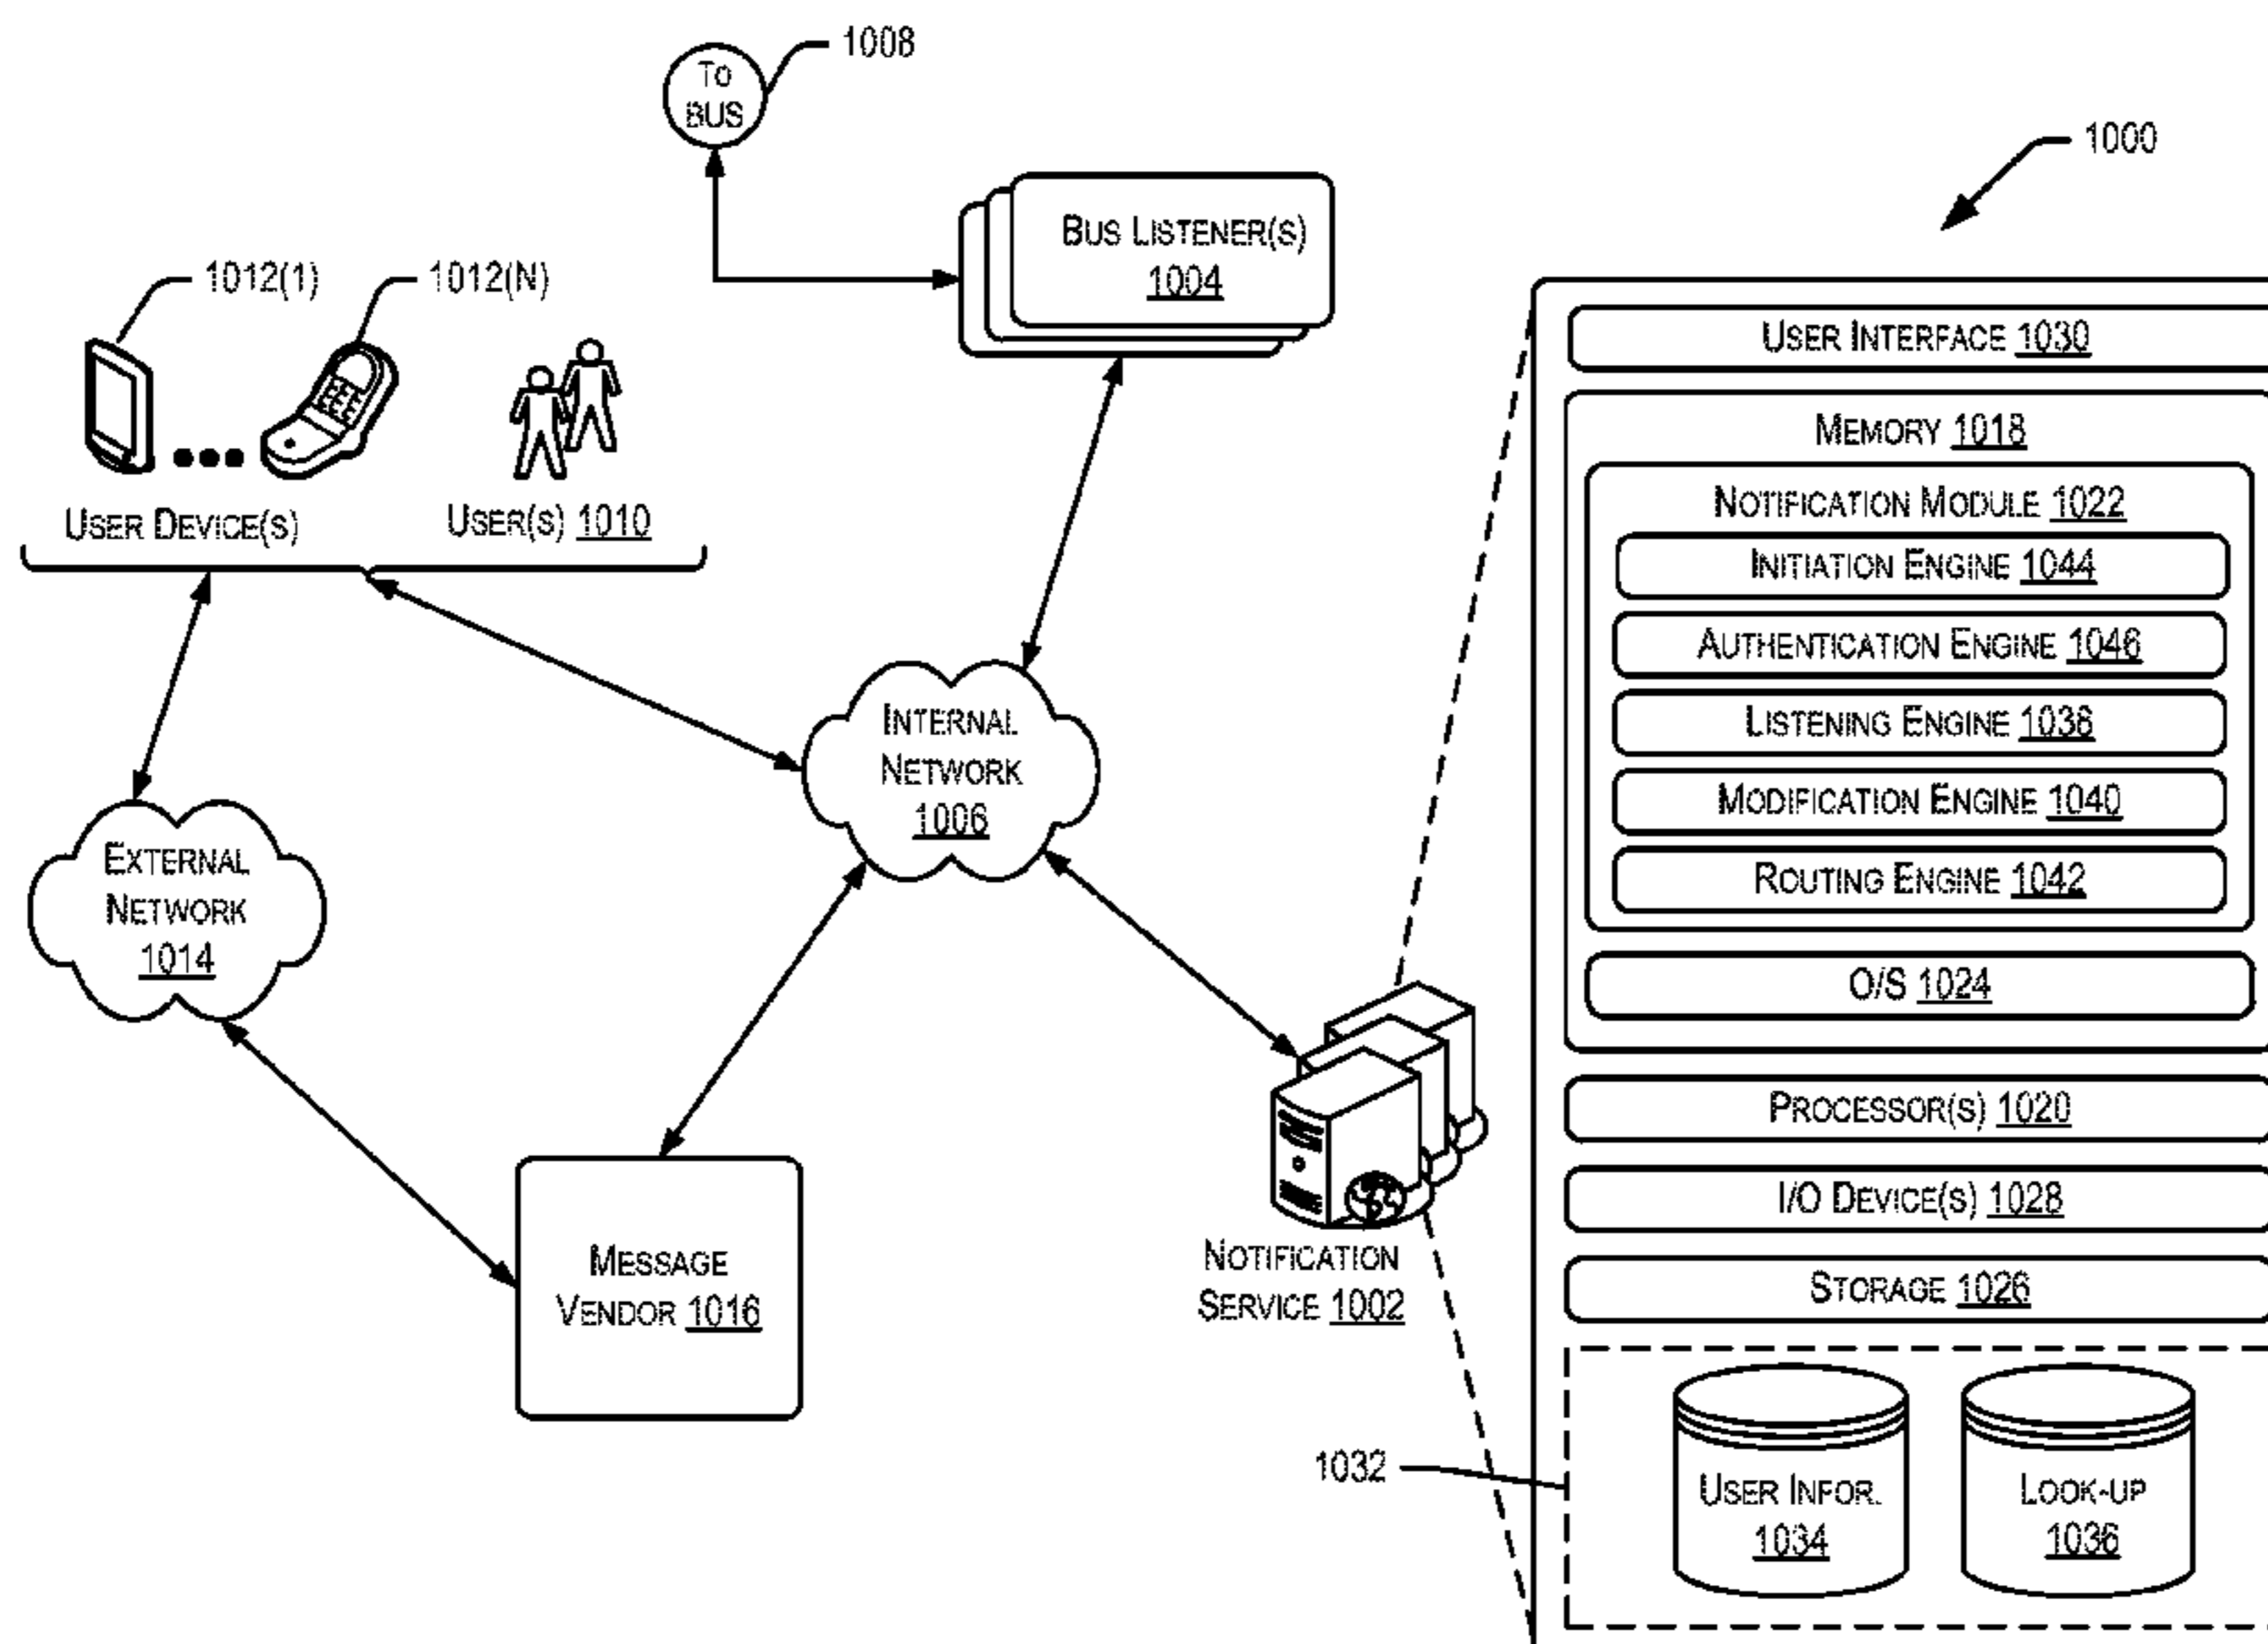 To
BUS
1008
1000
BUS LISTENER(S)
1004
1012(1)
1012(N)
USER DEVICE(S)
USER(S) 1010
INTERNAL
NETWORK
1006
EXTERNAL
NETWORK
1014
MESSAGE
VENDOR 1016
NOTIFICATION
SERVICE 1002
USER INTERFACE 1030
MEMORY 1018
NOTIFICATION MODULE 1022
INITIATION ENGINE 1044
AUTHENTICATION ENGINE 1046
LISTENING ENGINE 1038
MODIFICATION ENGINE 1040
ROUTING ENGINE 1042
O/S 1024
PROCESSOR(S) 1020
I/O DEVICE(S) 1028
STORAGE 1026
1032
USER INFOR.
1034
LOOK-UP
1036